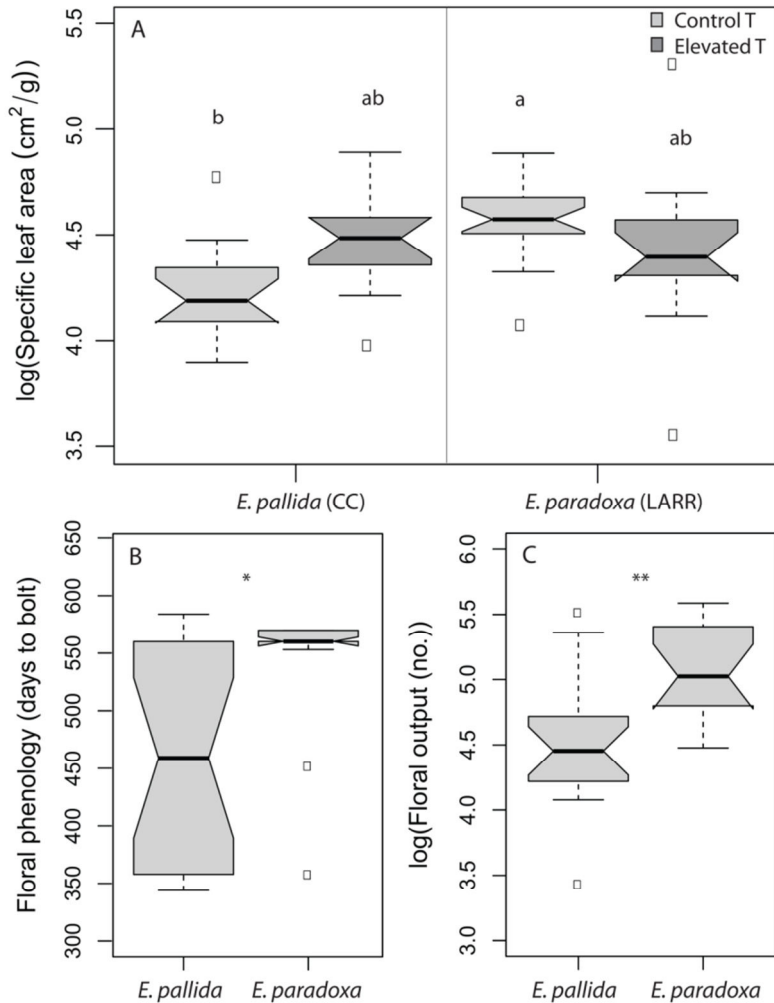 A
Control T
Elevated T
log(Specific leaf area (cm²/g))
5.5
5.0
4.5
4.0
3.5
b
ab
a
ab
E. pallida (CC)
E. paradoxa (LARR)
B
*
Floral phenology (days to bolt)
650
600
550
500
450
400
350
300
E. pallida
E. paradoxa
C
**
log(Floral output (no.))
6.0
5.5
5.0
4.5
4.0
3.5
3.0
E. pallida
E. paradoxa